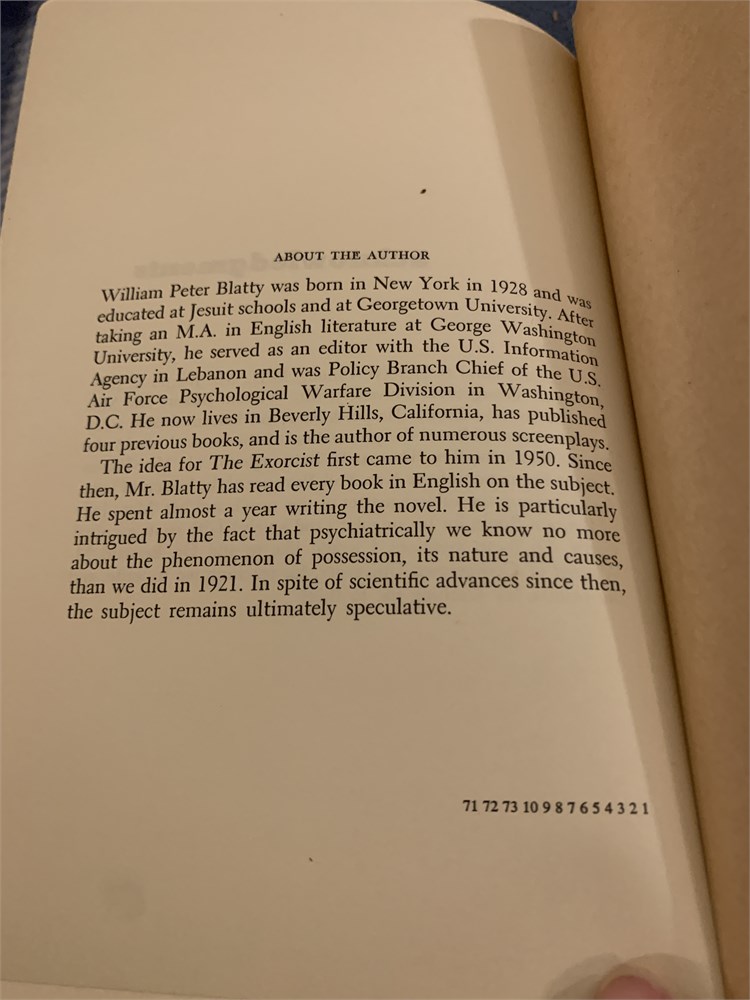 ABOUT THE AUTHOR
William Peter Blatty was born in New York in 1928 and was
educated at Jesuit schools and at Georgetown University. After
taking an M.A. in English literature at George Washington
University, he served as an editor with the U.S. Information
Agency in Lebanon and was Policy Branch Chief of the U.S.
Air Force Psychological Warfare Division in Washington,
D.C. He now lives in Beverly Hills, California, has published
four previous books, and is the author of numerous screenplays.
The idea for The Exorcist first came to him in 1950. Since
then, Mr. Blatty has read every book in English on the subject.
He spent almost a year writing the novel. He is particularly
intrigued by the fact that psychiatrically we know no more
about the phenomenon of possession, its nature and causes,
than we did in 1921. In spite of scientific advances since then,
the subject remains ultimately speculative.
71 72 73 10 9 8 7 6 5 4 3 2 1